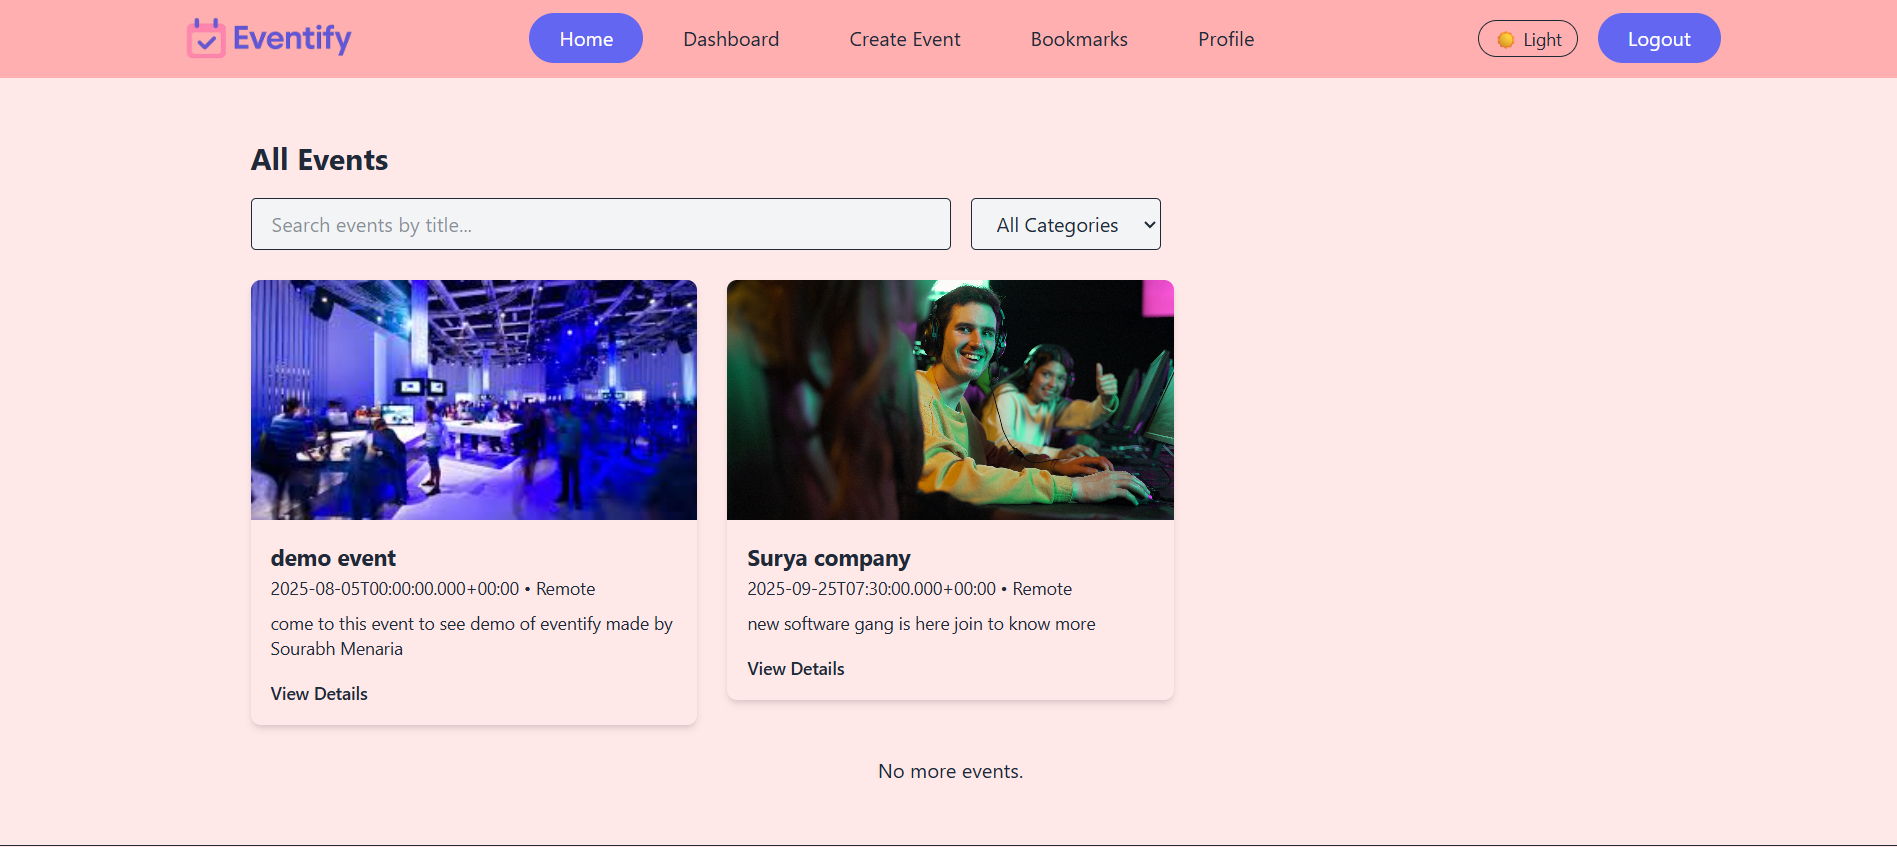 Eventify
Home
Dashboard
Create Event
Bookmarks
Profile
Light
Logout
All Events
Search events by title...
All Categories
demo event
2025-08-05T00:00:00.000+00:00 • Remote
come to this event to see demo of eventify made by
Sourabh Menaria
View Details
Surya company
2025-09-25T07:30:00.000+00:00 • Remote
new software gang is here join to know more
View Details
No more events.